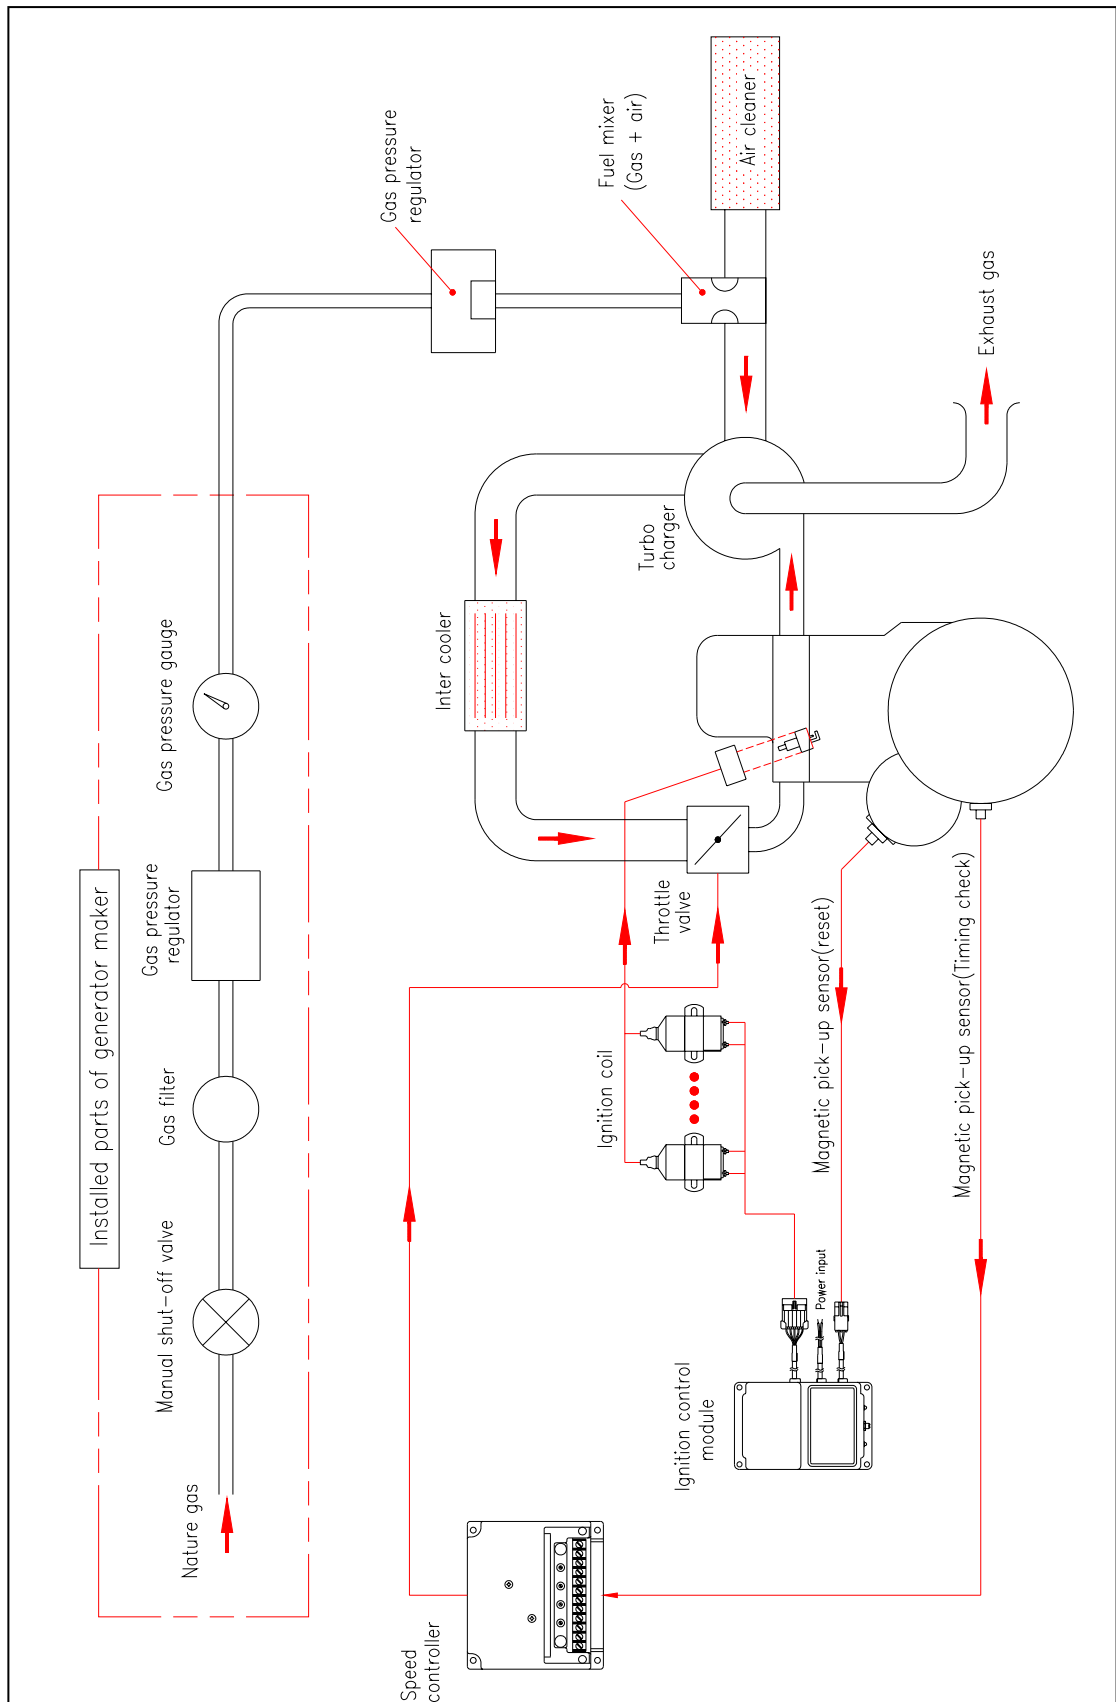 Installed parts of generator maker
Nature gas
Manual shut-off valve
Gas filter
Gas pressure
regulator
Gas pressure gauge
Gas pressure
regulator
Fuel mixer
(Gas + air)
Air cleaner
Inter cooler
Turbo
charger
Exhaust gas
Throttle
valve
Ignition coil
Speed
controller
Ignition control
module
Power input
Magnetic pick-up sensor(reset)
Magnetic pick-up sensor(Timing check)